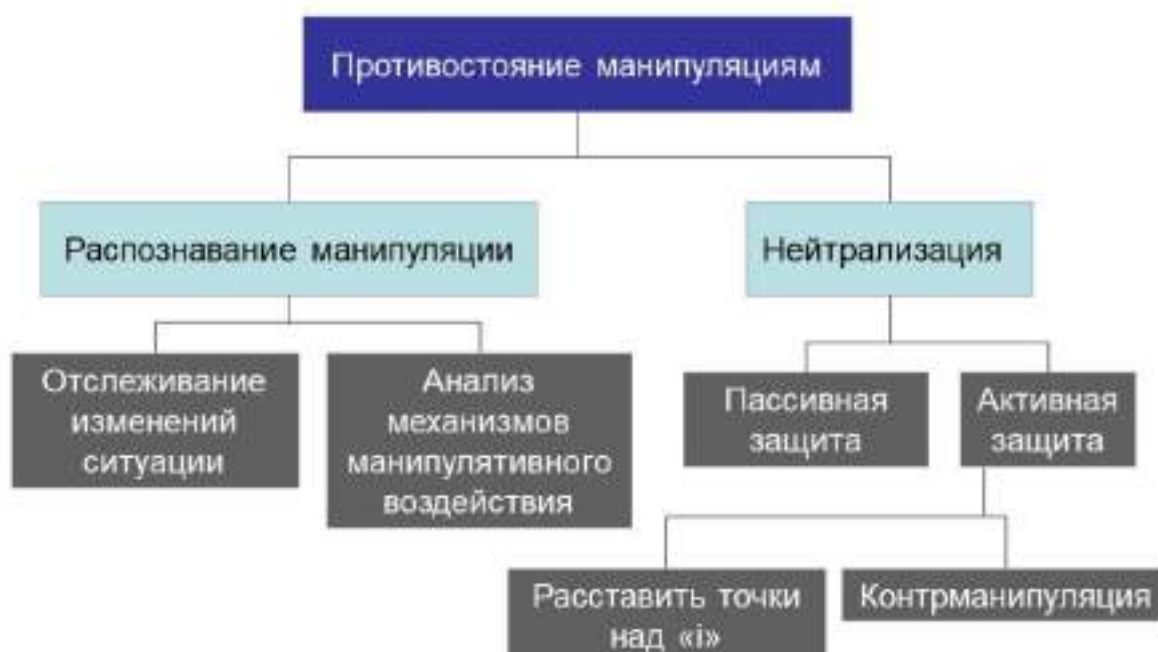 Противостояние манипуляциям
Распознавание манипуляции
Нейтрализация
Отслеживание
изменений
ситуации
Анализ
механизмов
манипулятивного
воздействия
Пассивная
защита
Активная
защита
Расставить точки
над «i»
Контрманипуляция